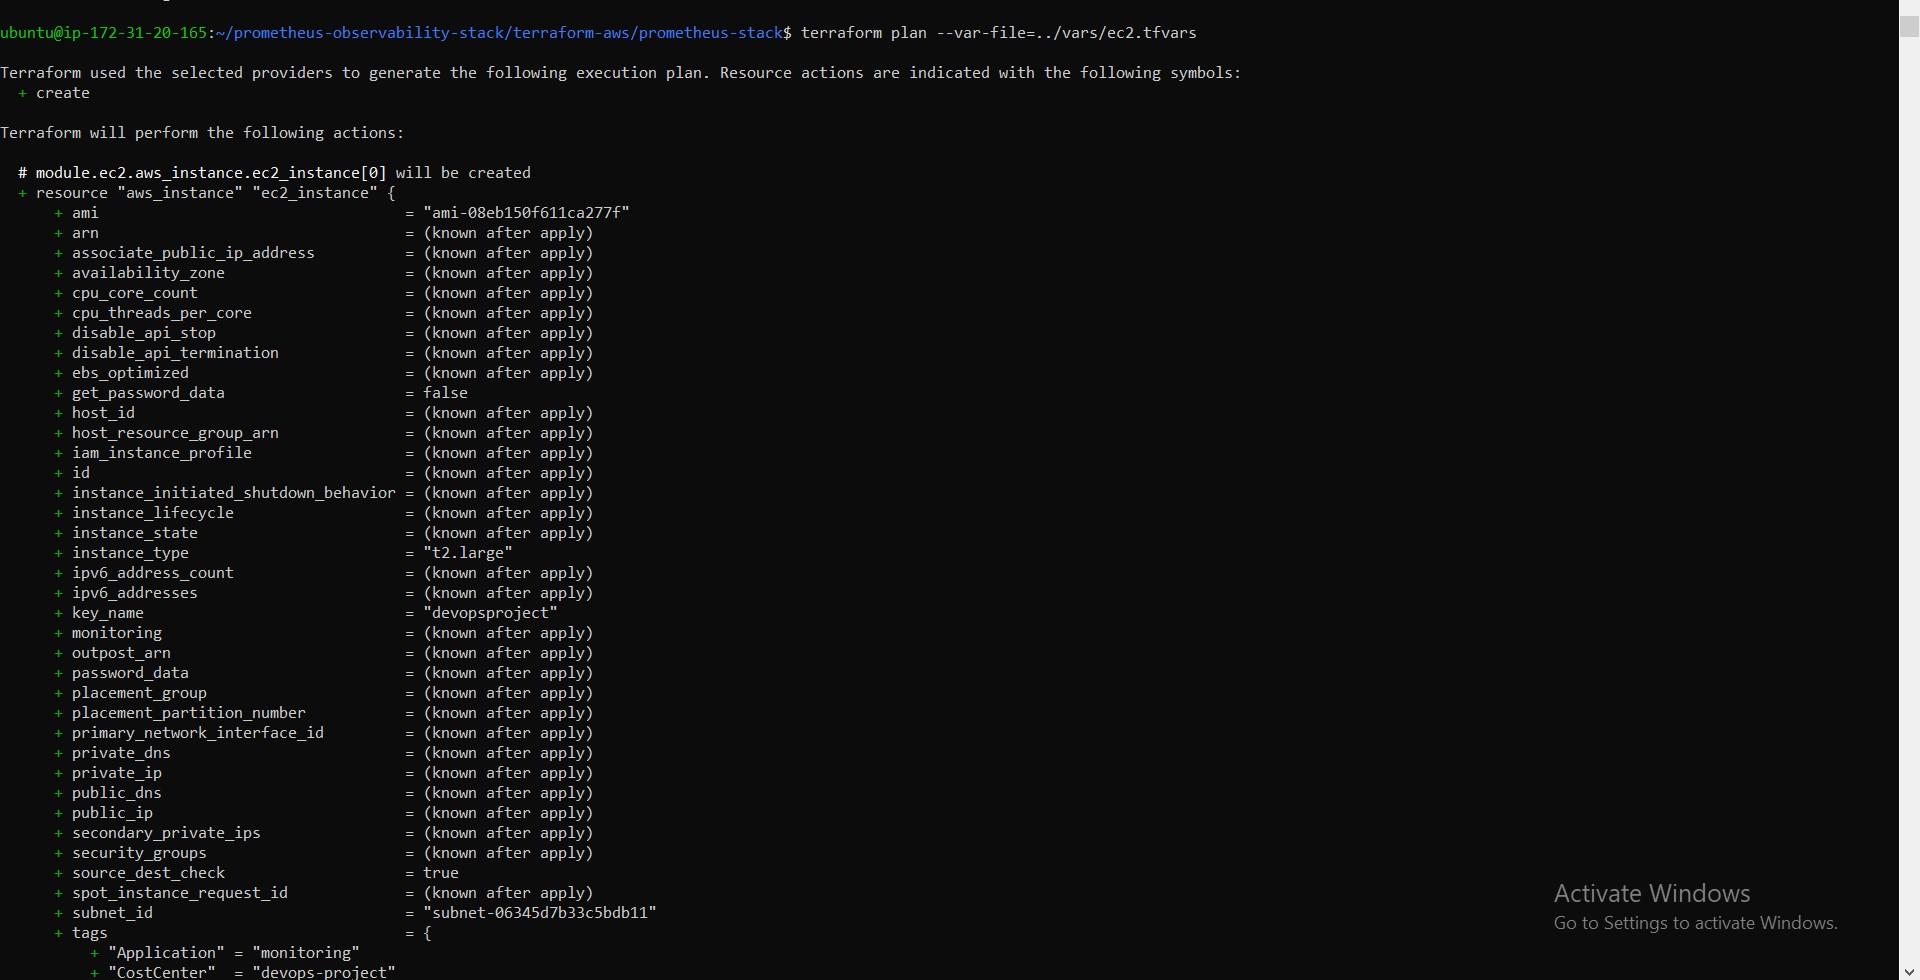 ubuntu@ip-172-31-20-165:~/prometheus-observability-stack/terraform-aws/prometheus-stack$ terraform plan --var-file=../vars/ec2.tfvars
Terraform used the selected providers to generate the following execution plan. Resource actions are indicated with the following symbols:
+ create
Terraform will perform the following actions:
# module.ec2.aws_instance.ec2_instance[0] will be created
+ resource "aws_instance" "ec2_instance" {
+ ami = "ami-08eb150f611ca277f"
+ arn = (known after apply)
+ associate_public_ip_address = (known after apply)
+ availability_zone = (known after apply)
+ cpu_core_count = (known after apply)
+ cpu_threads_per_core = (known after apply)
+ disable_api_stop = (known after apply)
+ disable_api_termination = (known after apply)
+ ebs_optimized = (known after apply)
+ get_password_data = false
+ host_id = (known after apply)
+ host_resource_group_arn = (known after apply)
+ iam_instance_profile = (known after apply)
+ id = (known after apply)
+ instance_initiated_shutdown_behavior = (known after apply)
+ instance_lifecycle = (known after apply)
+ instance_state = (known after apply)
+ instance_type = "t2.large"
+ ipv6_address_count = (known after apply)
+ ipv6_addresses = (known after apply)
+ key_name = "devopsproject"
+ monitoring = (known after apply)
+ outpost_arn = (known after apply)
+ password_data = (known after apply)
+ placement_group = (known after apply)
+ placement_partition_number = (known after apply)
+ primary_network_interface_id = (known after apply)
+ private_dns = (known after apply)
+ private_ip = (known after apply)
+ public_dns = (known after apply)
+ public_ip = (known after apply)
+ secondary_private_ips = (known after apply)
+ security_groups = (known after apply)
+ source_dest_check = true
+ spot_instance_request_id = (known after apply)
+ subnet_id = "subnet-06345d7b33c5bdb11"
+ tags = {
+ "Application" = "monitoring"
+ "CostCenter" = "devops-project"
Activate Windows
Go to Settings to activate Windows.